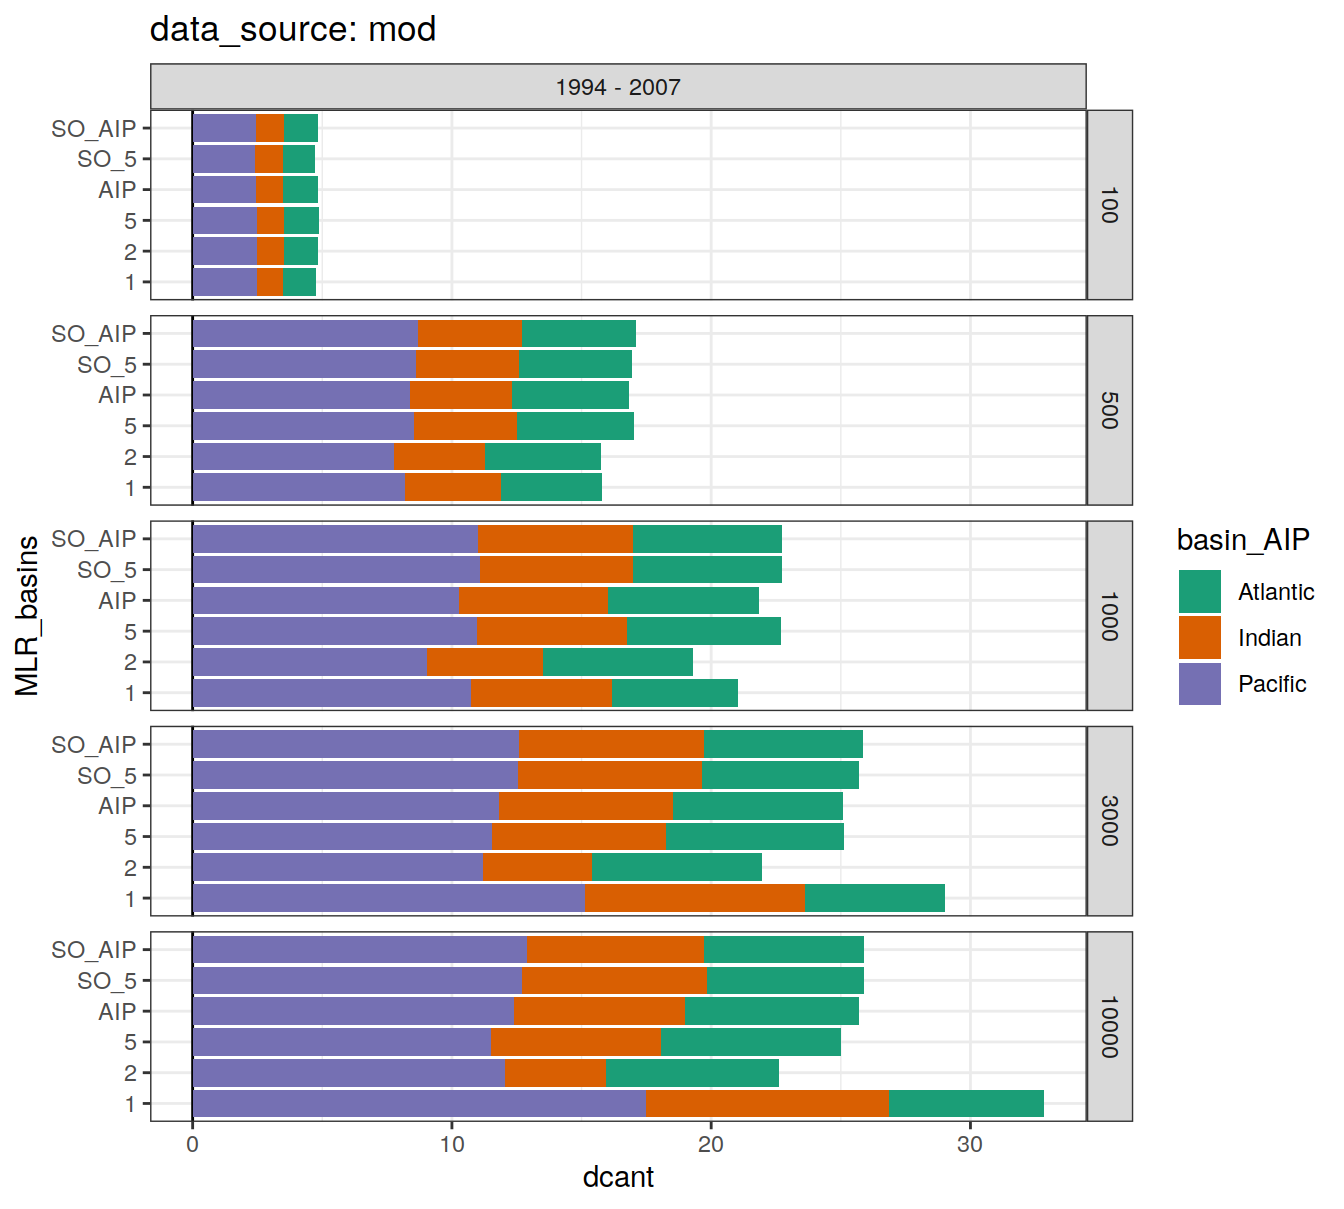 data_source: mod
1994 - 2007
SO_AIP
SO_5
AIP
5
2
1
100
SO_AIP
SO_5
AIP
5
2
1
500
SO_AIP
SO_5
AIP
5
2
1
1000
SO_AIP
SO_5
AIP
5
2
1
3000
SO_AIP
SO_5
AIP
5
2
1
10000
0 10 20 30
dcant
MLR_basins
basin_AIP
Atlantic
Indian
Pacific